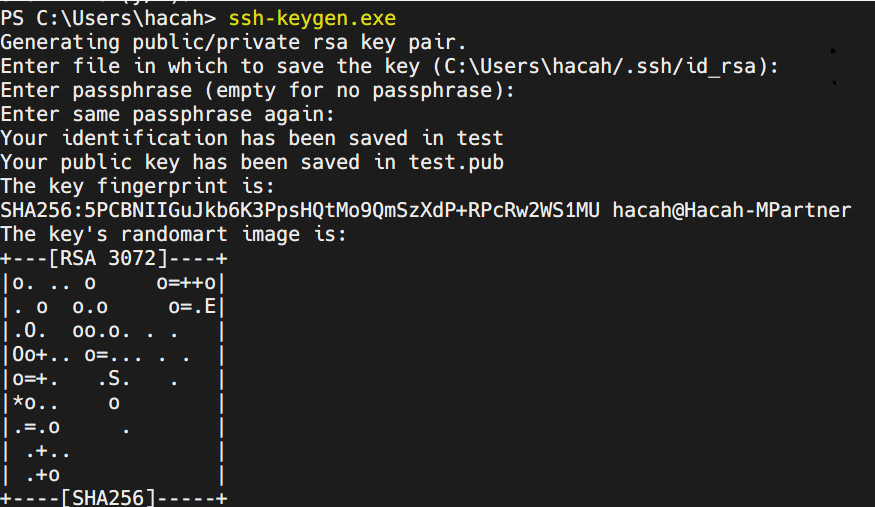 PS C:\Users\hacah> ssh-keygen.exe
Generating public/private rsa key pair.
Enter file in which to save the key (C:\Users\hacah/.ssh/id_rsa):
Enter passphrase (empty for no passphrase):
Enter same passphrase again:
Your identification has been saved in test
Your public key has been saved in test.pub
The key fingerprint is:
SHA256:5PCBNIIGuJkb6K3PpsHQtMo9QmSzXdP+RPcRw2WS1MU hacah@Hacah-MPartner
The key's randomart image is:
+---[RSA 3072]----+
|o. .. o     o=++o|
|. o  o.o     o=.E|
|.O.  oo.o. . .   |
|Oo+.. o=... . .  |
|o=+.   .S.   .   |
|*o..    o        |
|.=.o     .       |
| .+..            |
| .+o             |
+----[SHA256]-----+